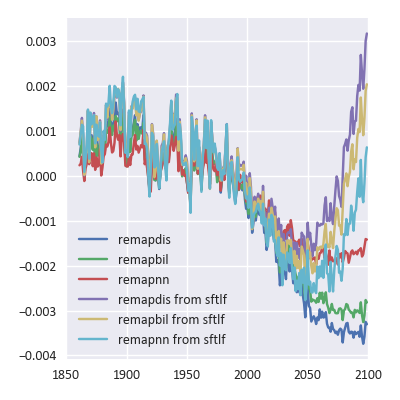 0.003
0.002
0.001
0.000
−0.001
−0.002
−0.003
−0.004
remapdis
remapbil
remapnn
remapdis from sftlf
remapbil from sftlf
remapnn from sftlf
1850 1900 1950 2000 2050 2100